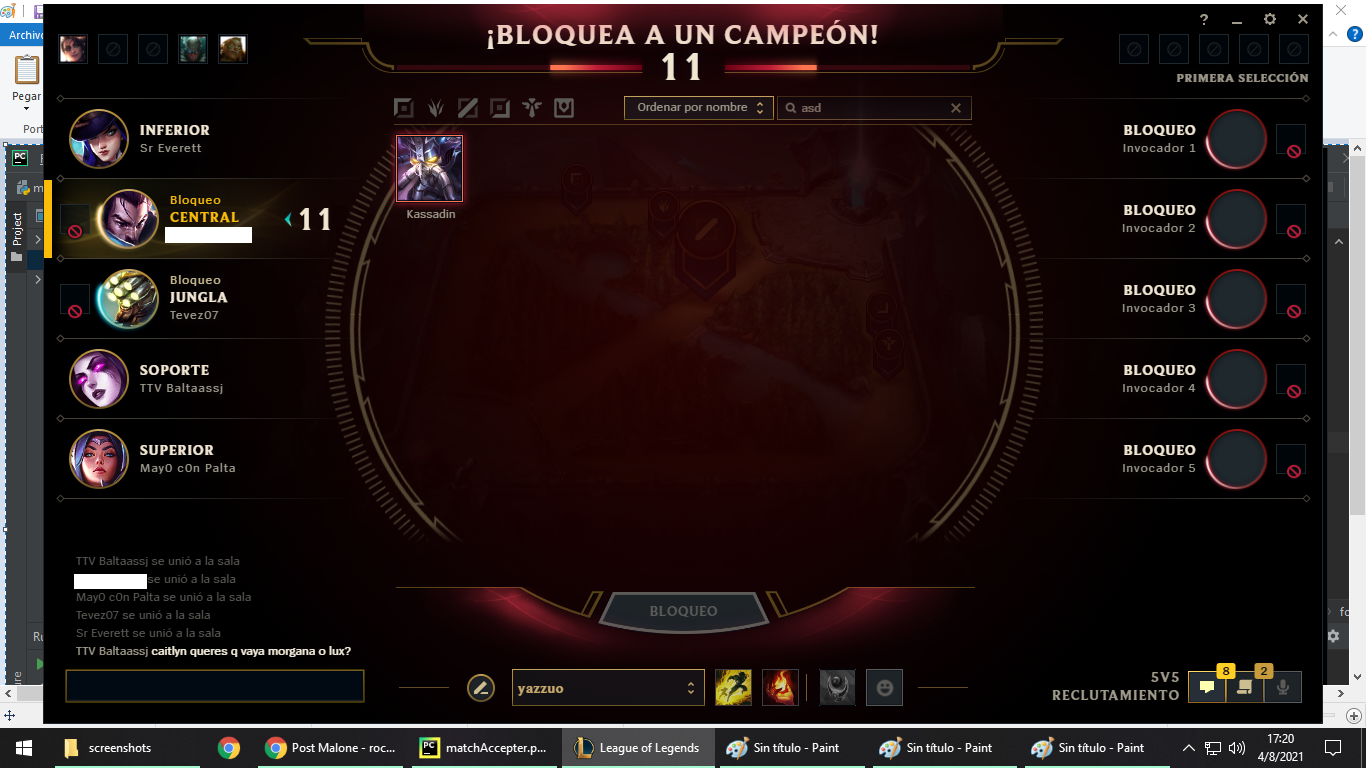 Archivo
Pegar
Port
¡BLOQUEA A UN CAMPEÓN!
11
?
PRIMERA SELECCIÓN
Ordenar por nombre
asd
Kassadin
INFERIOR
Sr Everett
Bloqueo
CENTRAL
11
Bloqueo
JUNGLA
Tevez07
SOPORTE
TTV Baltaassj
SUPERIOR
May0 c0n Palta
BLOQUEO
Invocador 1
BLOQUEO
Invocador 2
BLOQUEO
Invocador 3
BLOQUEO
Invocador 4
BLOQUEO
Invocador 5
PC
m
Project
TTV Baltaassj se unió a la sala
se unió a la sala
May0 c0n Palta se unió a la sala
Tevez07 se unió a la sala
Sr Everett se unió a la sala
TTV Baltaassj caitlyn queres q vaya morgana o lux?
BLOQUEO
yazzuo
5V5
RECLUTAMIENTO
8
2
Ru
fo
screenshots
Post Malone - roc...
PC
matchAccepter.p...
League of Legends
Sin título - Paint
Sin título - Paint
Sin título - Paint
17:20
4/8/2021